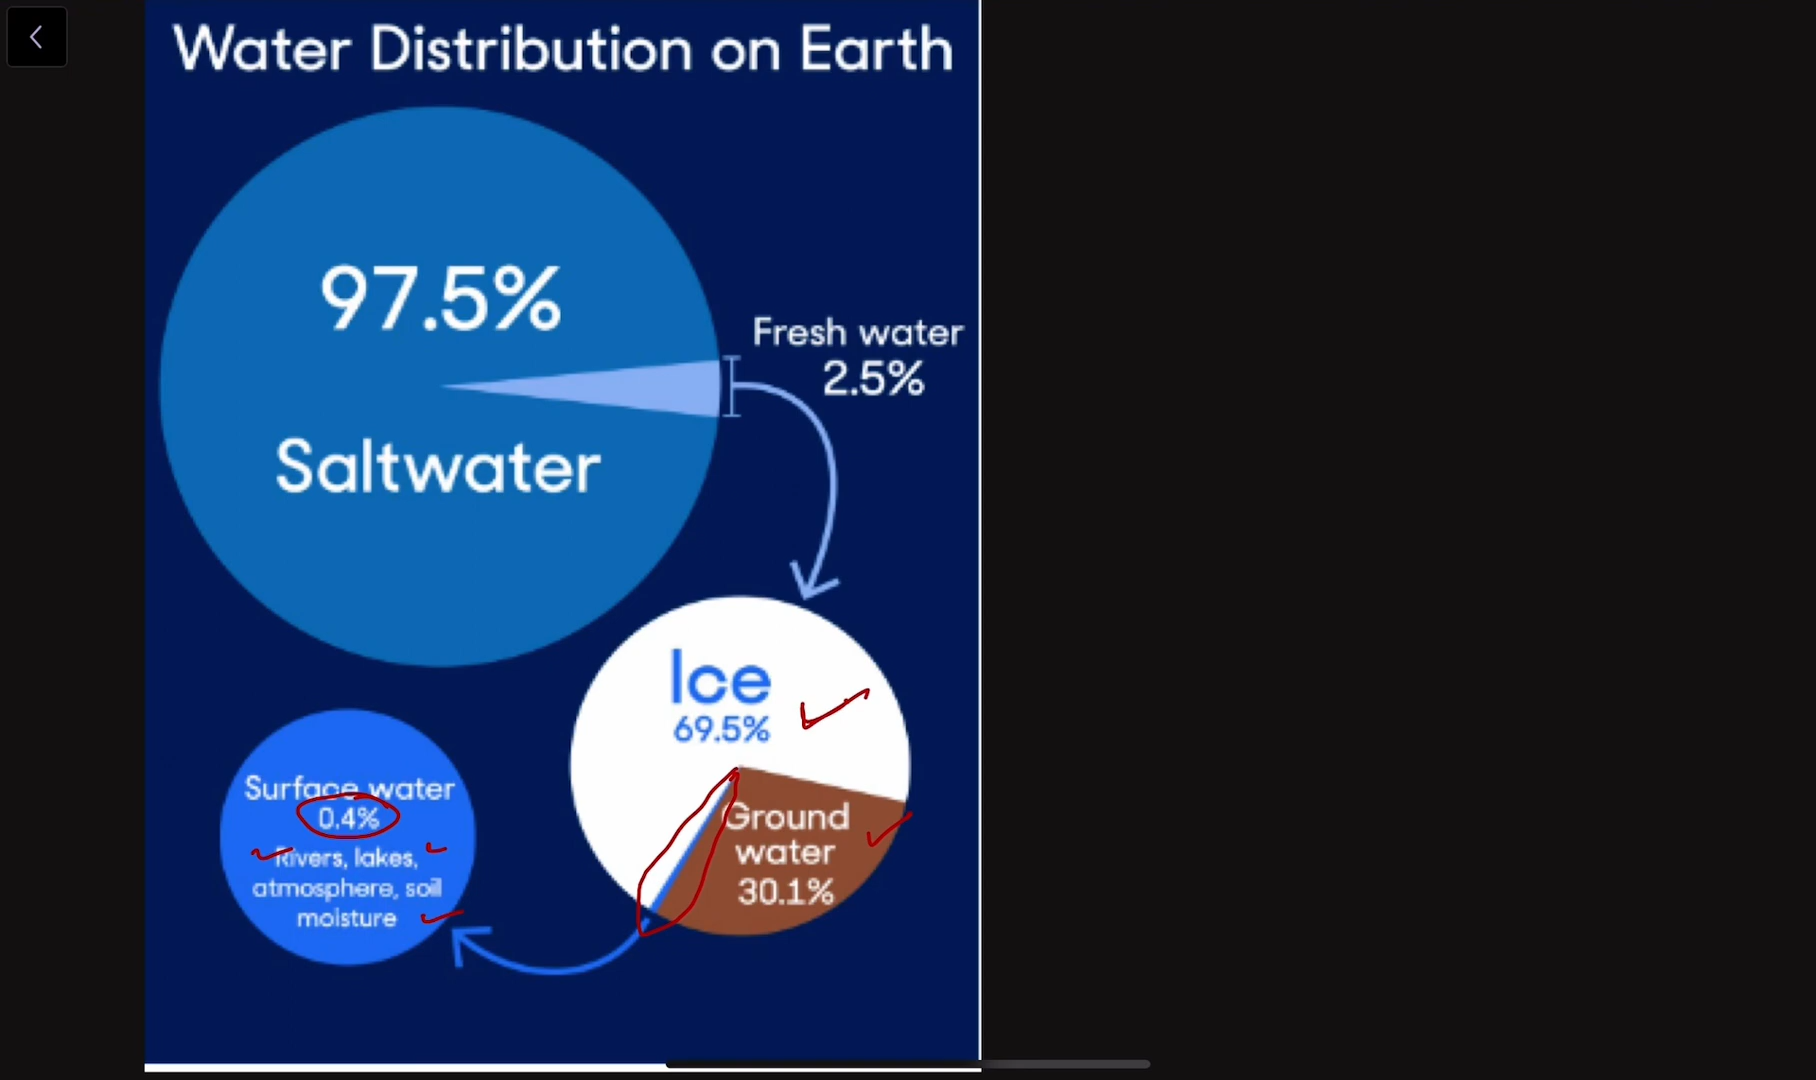 Water Distribution on Earth
97.5%
Saltwater
Fresh water
2.5%
Ice
69.5%
Ground
water
30.1%
Surface water
0.4%
Rivers, lakes,
atmosphere, soil
moisture